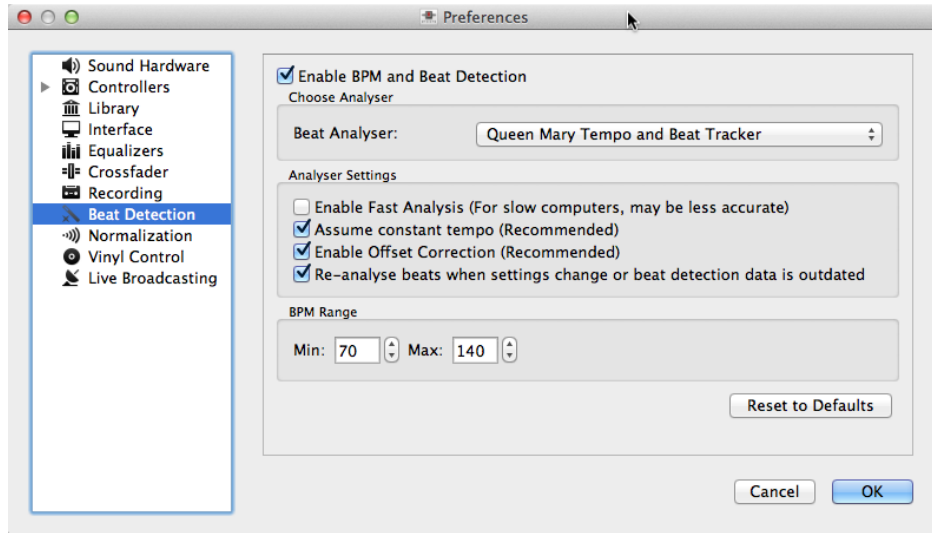 Preferences
Sound Hardware
Controllers
Library
Interface
Equalizers
Crossfader
Recording
Beat Detection
Normalization
Vinyl Control
Live Broadcasting
Enable BPM and Beat Detection
Choose Analyser
Beat Analyser: Queen Mary Tempo and Beat Tracker
Analyser Settings
Enable Fast Analysis (For slow computers, may be less accurate)
Assume constant tempo (Recommended)
Enable Offset Correction (Recommended)
Re-analyse beats when settings change or beat detection data is outdated
BPM Range
Min: 70 Max: 140
Reset to Defaults
Cancel OK